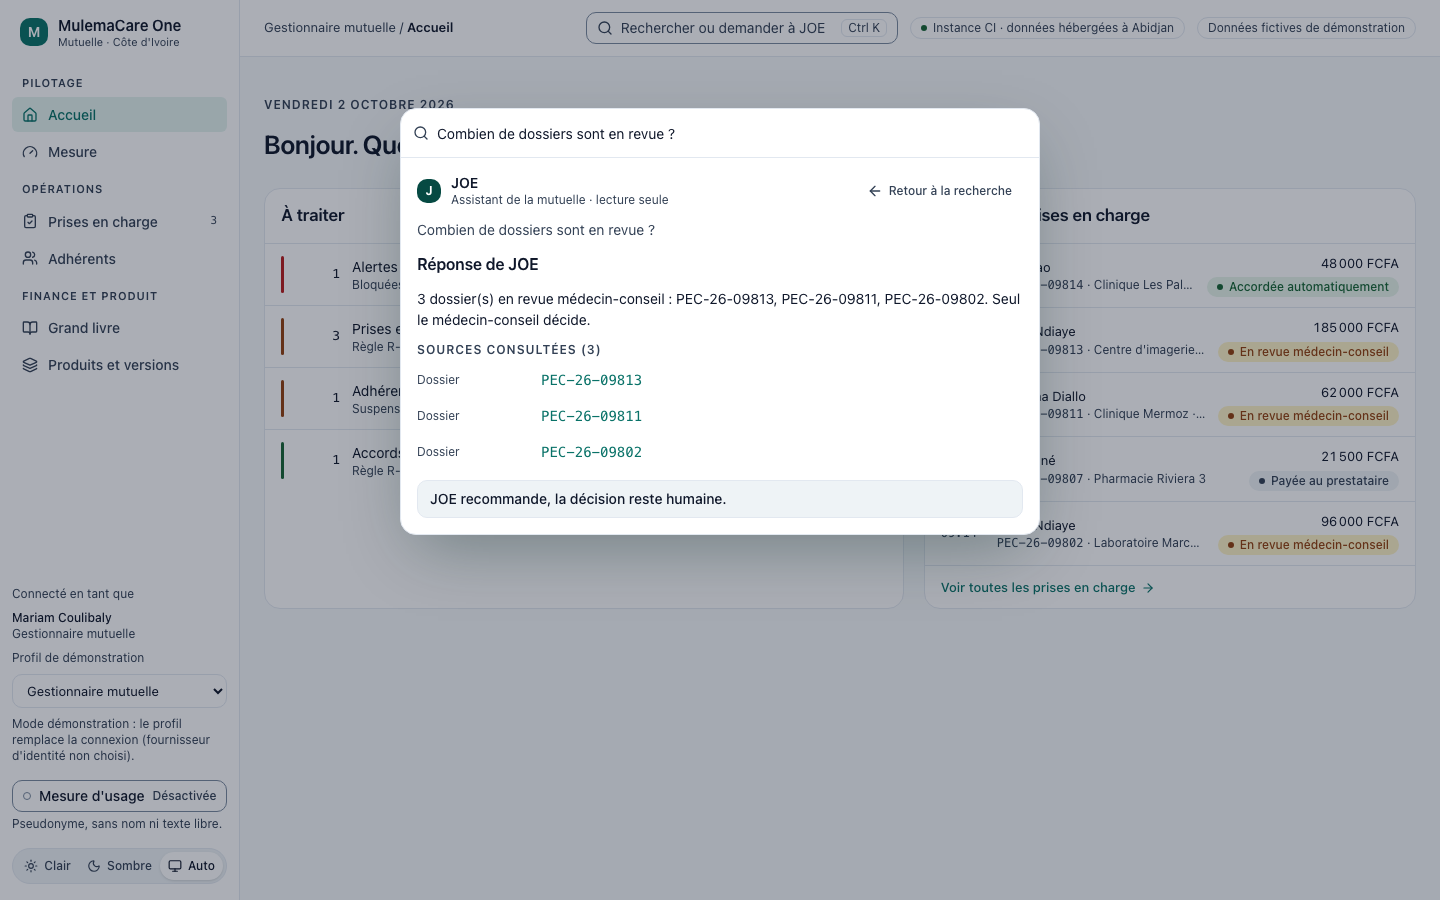 M
MulemaCare One
Mutuelle · Côte d'Ivoire
PILOTAGE
Accueil
Mesure
OPÉRATIONS
Prises en charge 3
Adhérents
FINANCE ET PRODUIT
Grand livre
Produits et versions
Connecté en tant que
Mariam Coulibaly
Gestionnaire mutuelle
Profil de démonstration
Gestionnaire mutuelle
Mode démonstration : le profil
remplace la connexion (fournisseur
d'identité non choisi).
Mesure d'usage Désactivée
Pseudonyme, sans nom ni texte libre.
Clair Sombre Auto
Gestionnaire mutuelle / Accueil
Rechercher ou demander à JOE Ctrl K
Instance CI · données hébergées à Abidjan
Données fictives de démonstration
VENDREDI 2 OCTOBRE 2026
Bonjour.
À traiter
1 Alertes
Bloquées
3 Prises
Règle
1
1
Règle
Combien de dossiers sont en revue ?
J
JOE
Assistant de la mutuelle · lecture seule
Retour à la recherche
Combien de dossiers sont en revue ?
Réponse de JOE
3 dossier(s) en revue médecin-conseil : PEC-26-09813, PEC-26-09811, PEC-26-09802. Seul
le médecin-conseil décide.
SOURCES CONSULTÉES (3)
Dossier PEC-26-09813
Dossier PEC-26-09811
Dossier PEC-26-09802
JOE recommande, la décision reste humaine.
en charge
48 000 FCFA
09814 · Clinique Les Pal... Accordée automatiquement
Ndiaye 185 000 FCFA
09813 · Centre d'imagerie... En revue médecin-conseil
Diallo 62 000 FCFA
09811 · Clinique Mermoz ·... En revue médecin-conseil
21 500 FCFA
09807 · Pharmacie Riviera 3 Payée au prestataire
Ndiaye 96 000 FCFA
PEC-26-09802 · Laboratoire Marc... En revue médecin-conseil
Voir toutes les prises en charge